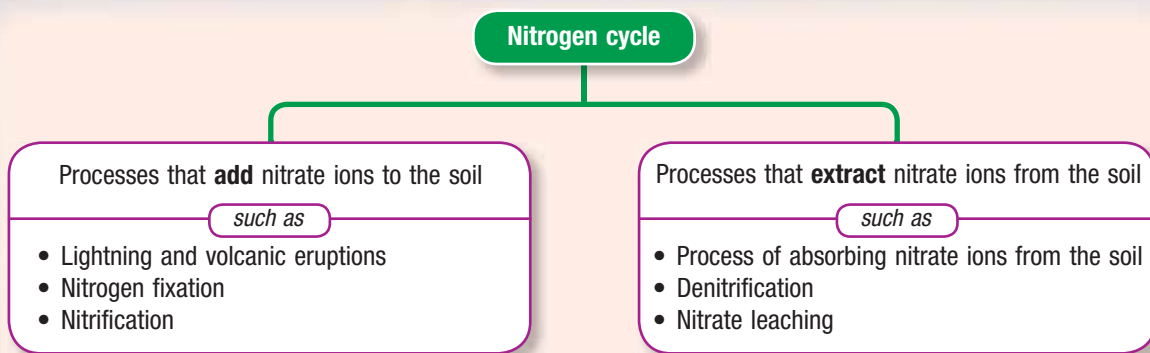 Nitrogen cycle
Processes that add nitrate ions to the soil
such as
• Lightning and volcanic eruptions
• Nitrogen fixation
• Nitrification
Processes that extract nitrate ions from the soil
such as
• Process of absorbing nitrate ions from the soil
• Denitrification
• Nitrate leaching